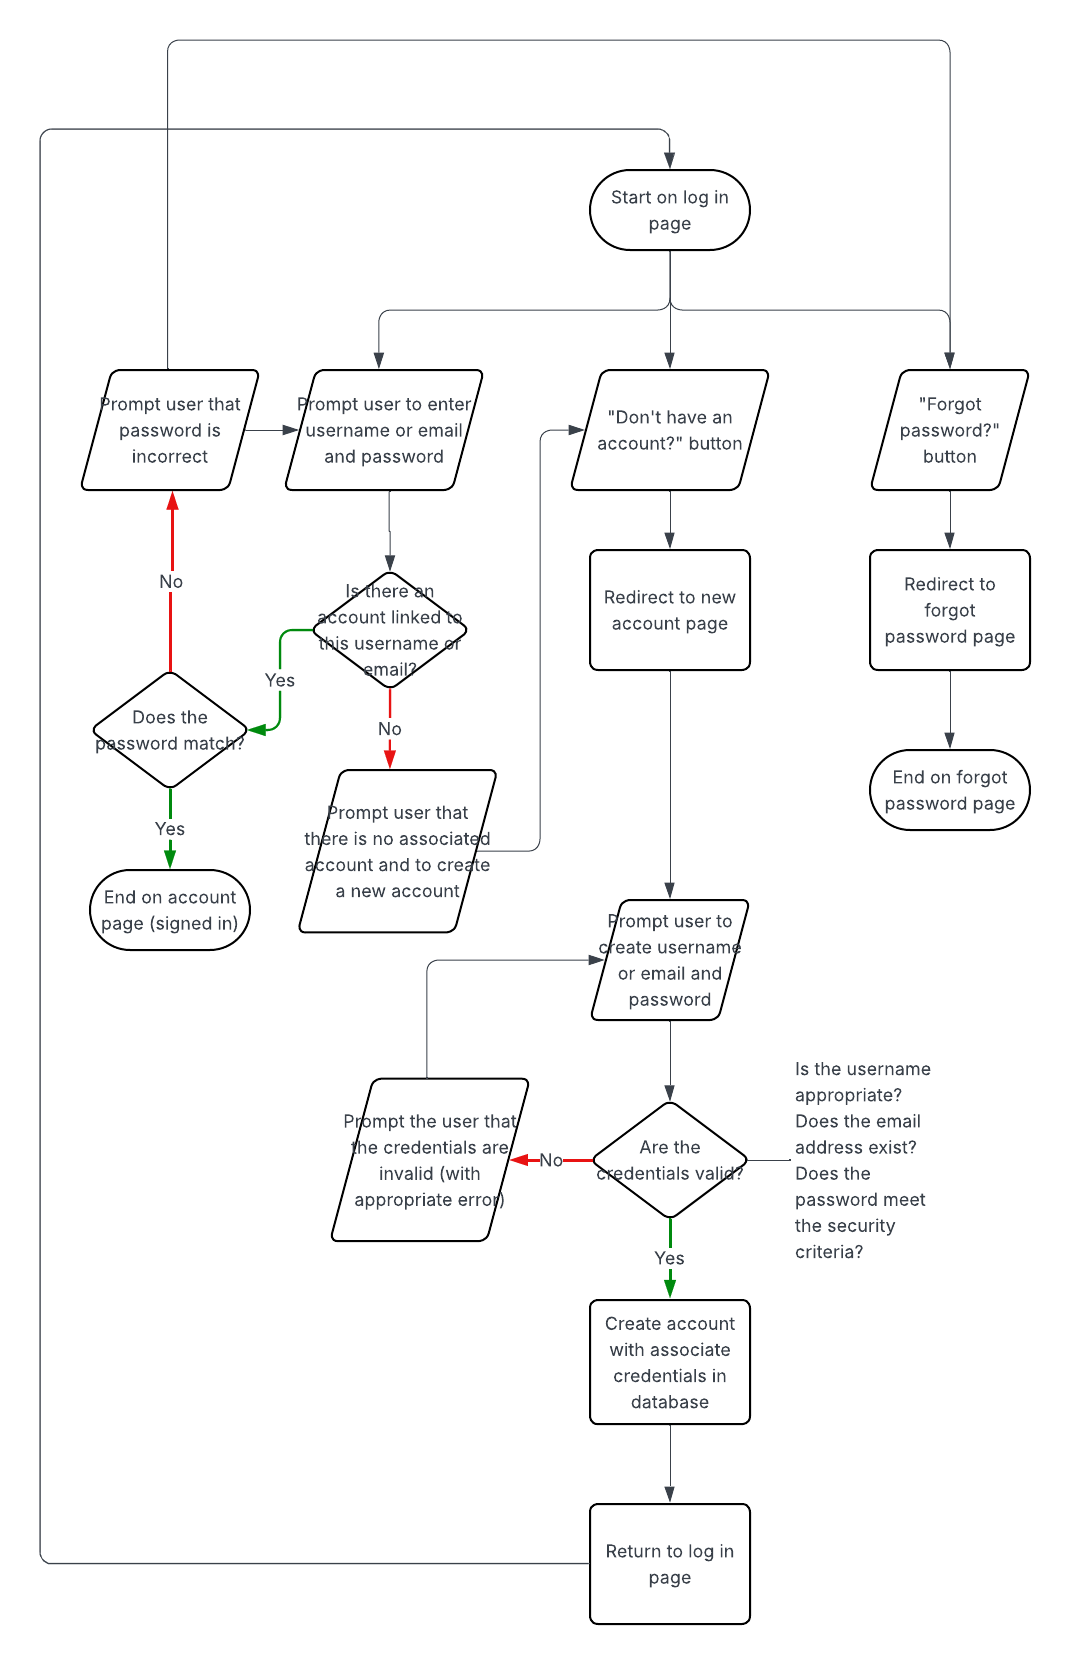 Start on log in
page
Prompt user that
password is
incorrect
Prompt user to enter
username or email
and password
"Don't have an
account?" button
"Forgot
password?"
button
No
Is there an
account linked to
this username or
email?
Redirect to new
account page
Redirect to
forgot
password page
Yes
Does the
password match?
No
Yes
Prompt user that
there is no associated
account and to create
a new account
End on forgot
password page
End on account
page (signed in)
Prompt user to
create username
or email and
password
Prompt the user that
the credentials are
invalid (with
appropriate error)
No
Are the
credentials valid?
Is the username
appropriate?
Does the email
address exist?
Does the
password meet
the security
criteria?
Yes
Create account
with associate
credentials in
database
Return to log in
page